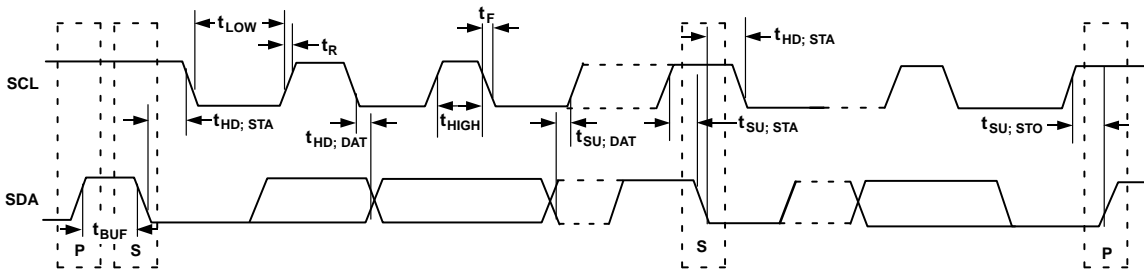 tLOW
tF
tR
tHD; STA
SCL
tHD; STA
tHD; DAT
tHIGH
tSU; DAT
tSU; STA
tSU; STO
SDA
tBUF
P
S
S
P